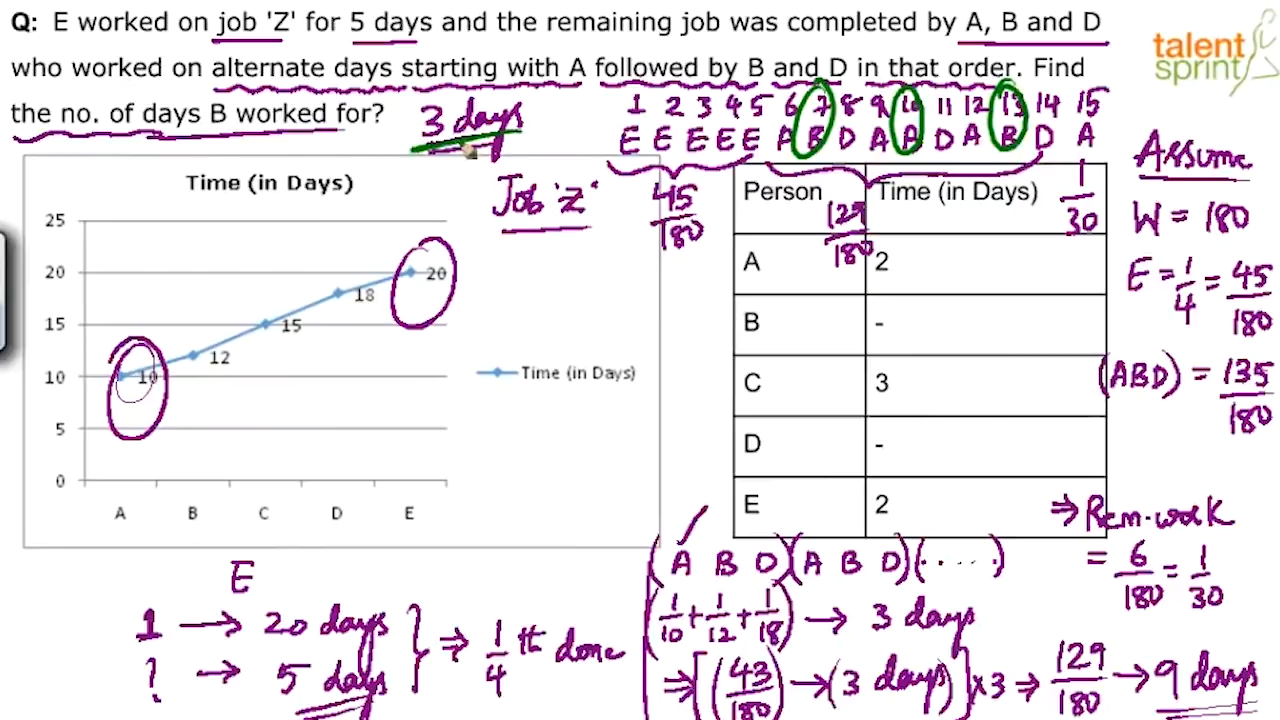 Q: E worked on job 'Z' for 5 days and the remaining job was completed by A, B and D
who worked on alternate days starting with A followed by B and D in that order. Find
the no. of days B worked for?
3 days
talent
sprint
1 2 3 4 5 6 7 8 9 10 11 12 13 14 15
E E E E E A B D A B D A B D A
45/180
129/180
1/30
Job 'Z'
Time (in Days)
25
20
15
10
5
0
10
12
15
18
20
A B C D E
Time (in Days)
Person Time (in Days)
A 2
B -
C 3
D -
E 2
Assume
W = 180
E = 1/4 = 45/180
(ABD) = 135/180
⇒ Rem. work
= 6/180 = 1/30
E
1 → 20 days
? → 5 days
⇒ 1/4 th done
(A B D)(A B D)(.....)
(1/10 + 1/12 + 1/18) → 3 days
⇒ [(43/180) → (3 days)] × 3 ⇒ 129/180 → 9 days